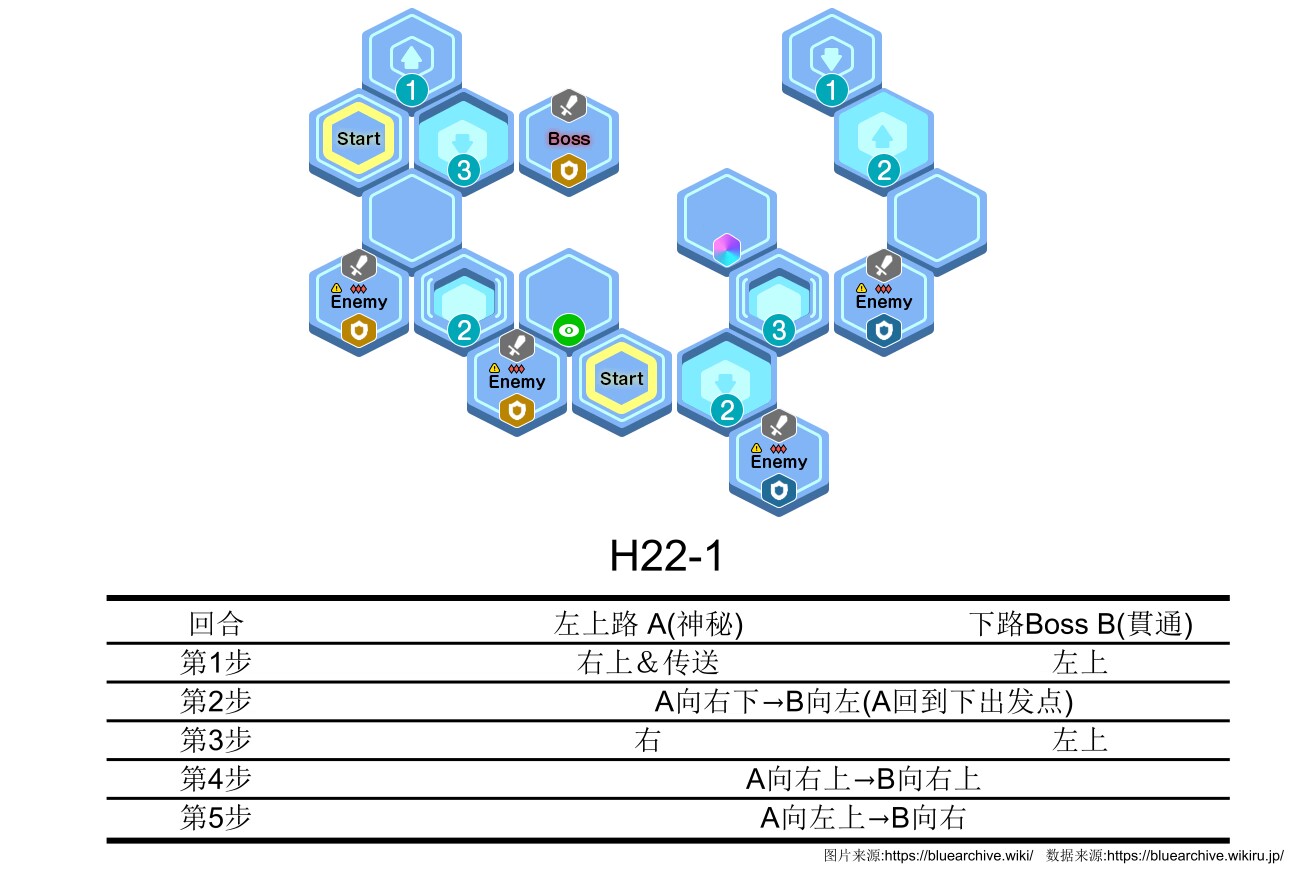 1
1
Start
3
Boss
2
Enemy
2
3
Enemy
Enemy
Start
2
Enemy
H22-1
回合 左上路 A(神秘) 下路Boss B(貫通)
第1步 右上&传送 左上
第2步 A向右下→B向左(A回到下出发点)
第3步 右 左上
第4步 A向右上→B向右上
第5步 A向左上→B向右
图片来源:https://bluearchive.wiki/ 数据来源:https://bluearchive.wikiru.jp/